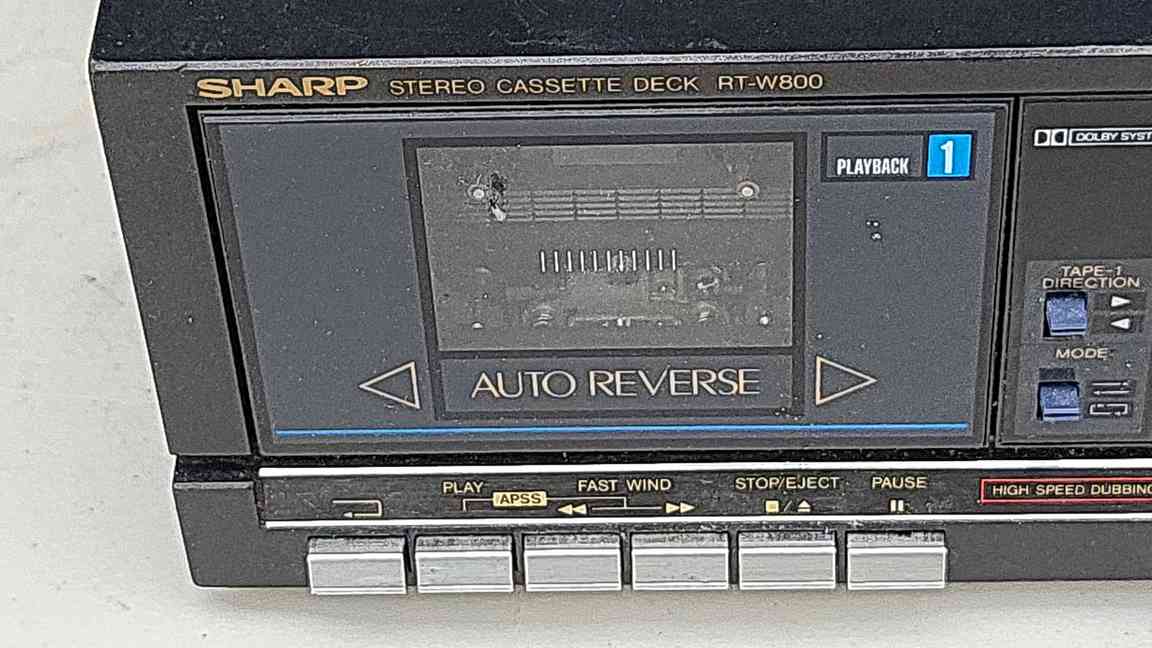 SHARP STEREO CASSETTE DECK RT-W800
PLAYBACK 1
DOLBY SYST
TAPE-1
DIRECTION
MODE
AUTO REVERSE
PLAY APSS FAST WIND STOP/EJECT PAUSE
HIGH SPEED DUBBING